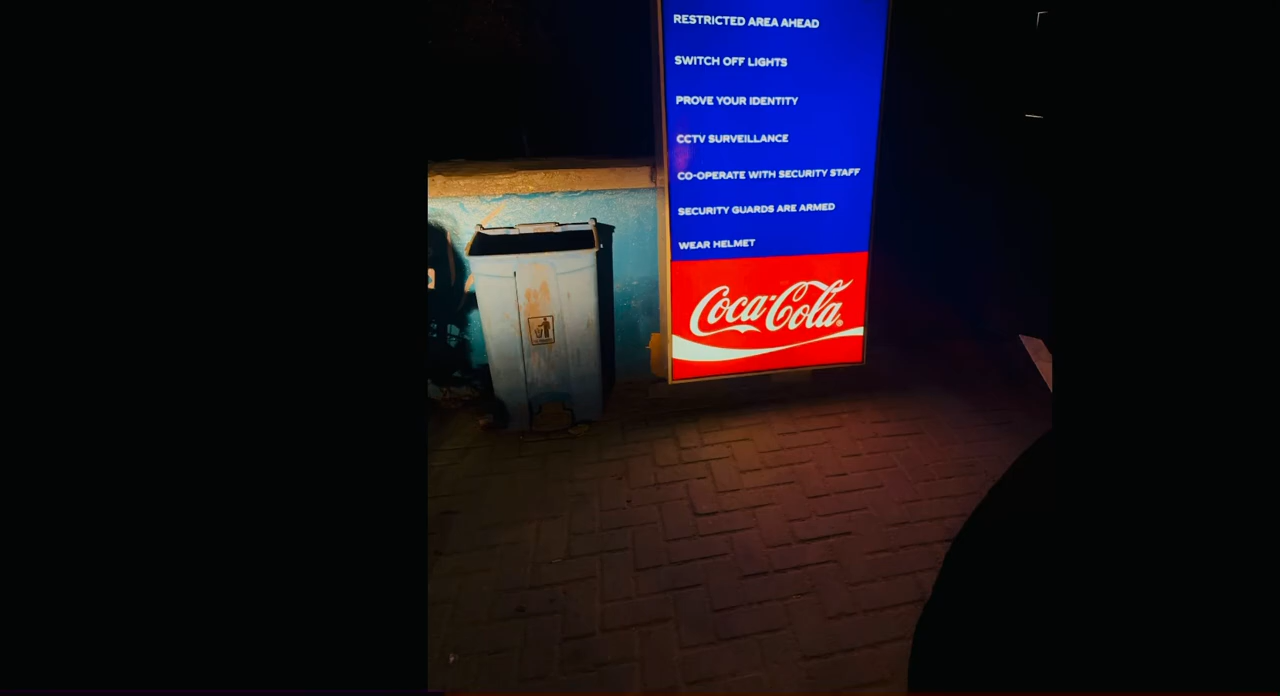 RESTRICTED AREA AHEAD
SWITCH OFF LIGHTS
PROVE YOUR IDENTITY
CCTV SURVEILLANCE
CO-OPERATE WITH SECURITY STAFF
SECURITY GUARDS ARE ARMED
WEAR HELMET
Coca-Cola®